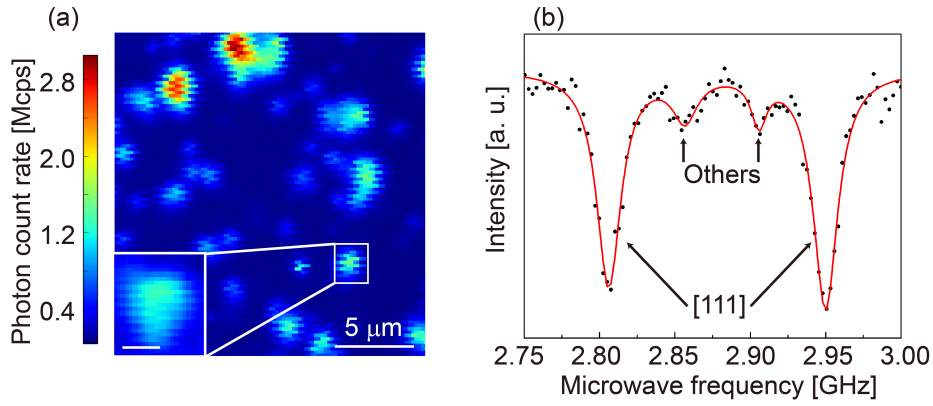 (a)
Photon count rate [Mcps]
2.8
2.0
1.2
0.4
5 μm
(b)
Intensity [a. u.]
Others
[111]
2.75 2.80 2.85 2.90 2.95 3.00
Microwave frequency [GHz]